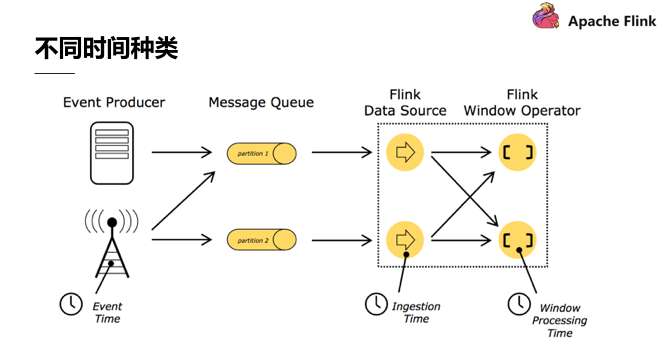 Apache Flink
不同时间种类
Event Producer
Message Queue
Flink
Data Source
Flink
Window Operator
partition 1
partition 2
Event
Time
Ingestion
Time
Window
Processing
Time